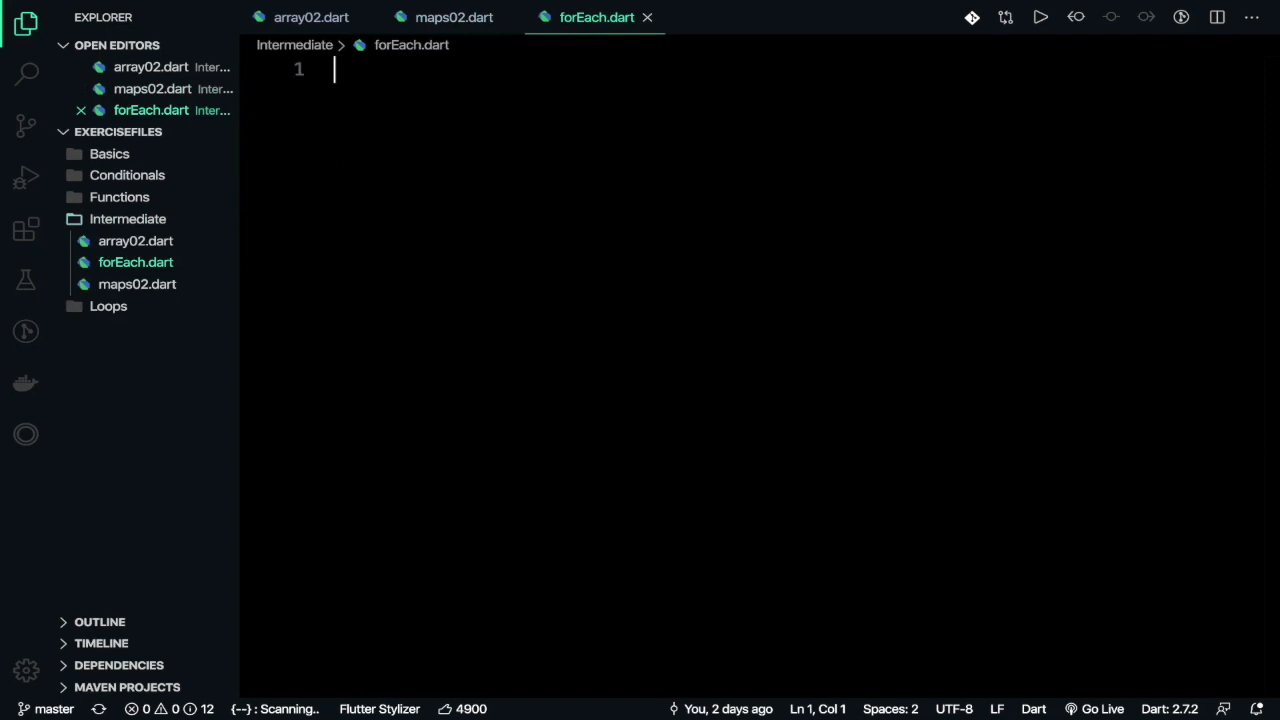 EXPLORER
OPEN EDITORS
array02.dart Inter...
maps02.dart Inter...
forEach.dart Inter...
EXERCISEFILES
Basics
Conditionals
Functions
Intermediate
array02.dart
forEach.dart
maps02.dart
Loops
OUTLINE
TIMELINE
DEPENDENCIES
MAVEN PROJECTS
array02.dart maps02.dart forEach.dart
Intermediate > forEach.dart
1
master 0 0 12 {--} : Scanning.. Flutter Stylizer 4900 You, 2 days ago Ln 1, Col 1 Spaces: 2 UTF-8 LF Dart Go Live Dart: 2.7.2